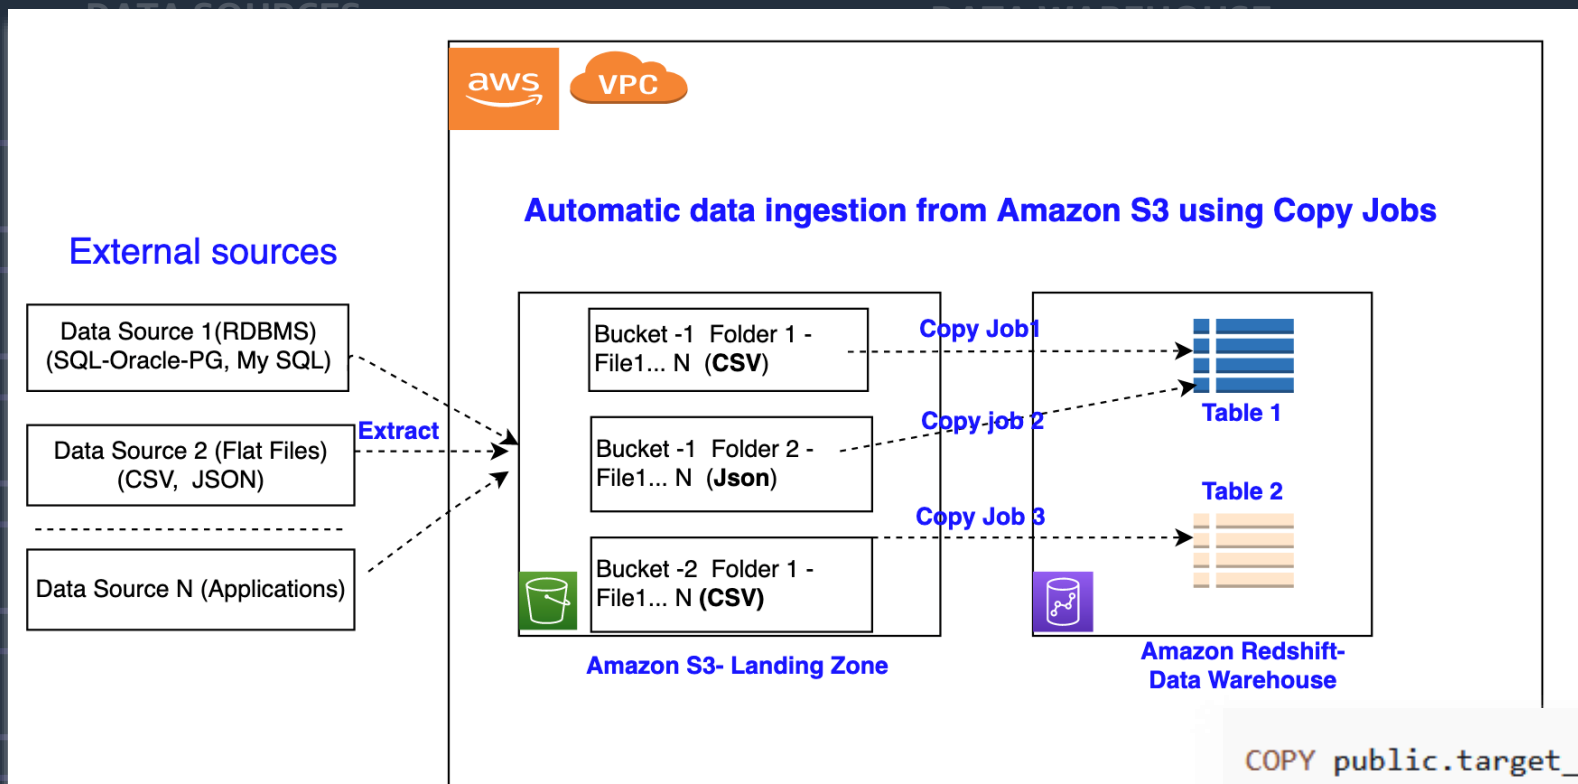 aws
VPC
Automatic data ingestion from Amazon S3 using Copy Jobs
External sources
Data Source 1(RDBMS)
(SQL-Oracle-PG, My SQL)
Data Source 2 (Flat Files)
(CSV, JSON)
Data Source N (Applications)
Extract
Bucket -1 Folder 1 -
File1... N (CSV)
Bucket -1 Folder 2 -
File1... N (Json)
Bucket -2 Folder 1 -
File1... N (CSV)
Amazon S3- Landing Zone
Copy Job1
Copy job 2
Copy Job 3
Table 1
Table 2
Amazon Redshift-
Data Warehouse
COPY public.target_